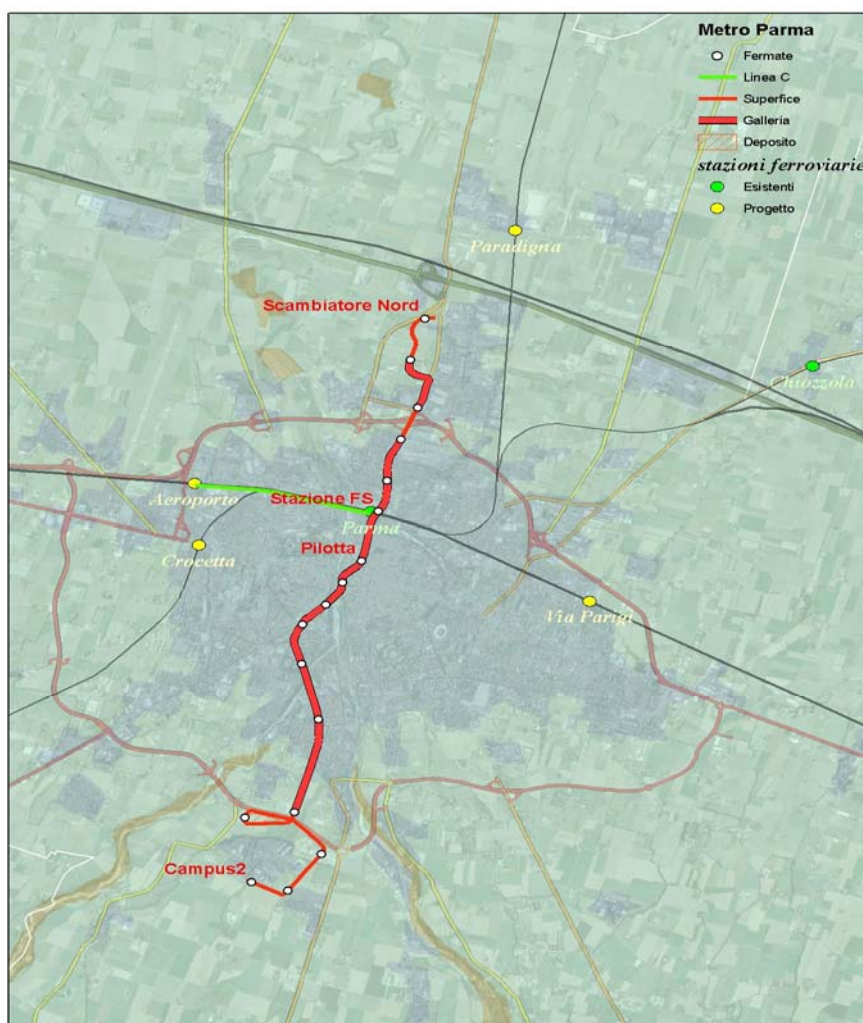 Metro Parma
Fermate
Linea C
Superfice
Galleria
Deposito
stazioni ferroviarie
Esistenti
Progetto
Paradigna
Scambiatore Nord
Chiozzola
Aeroporto
Stazione FS
Parma
Crocetta
Pilotta
Via Parigi
Campus2